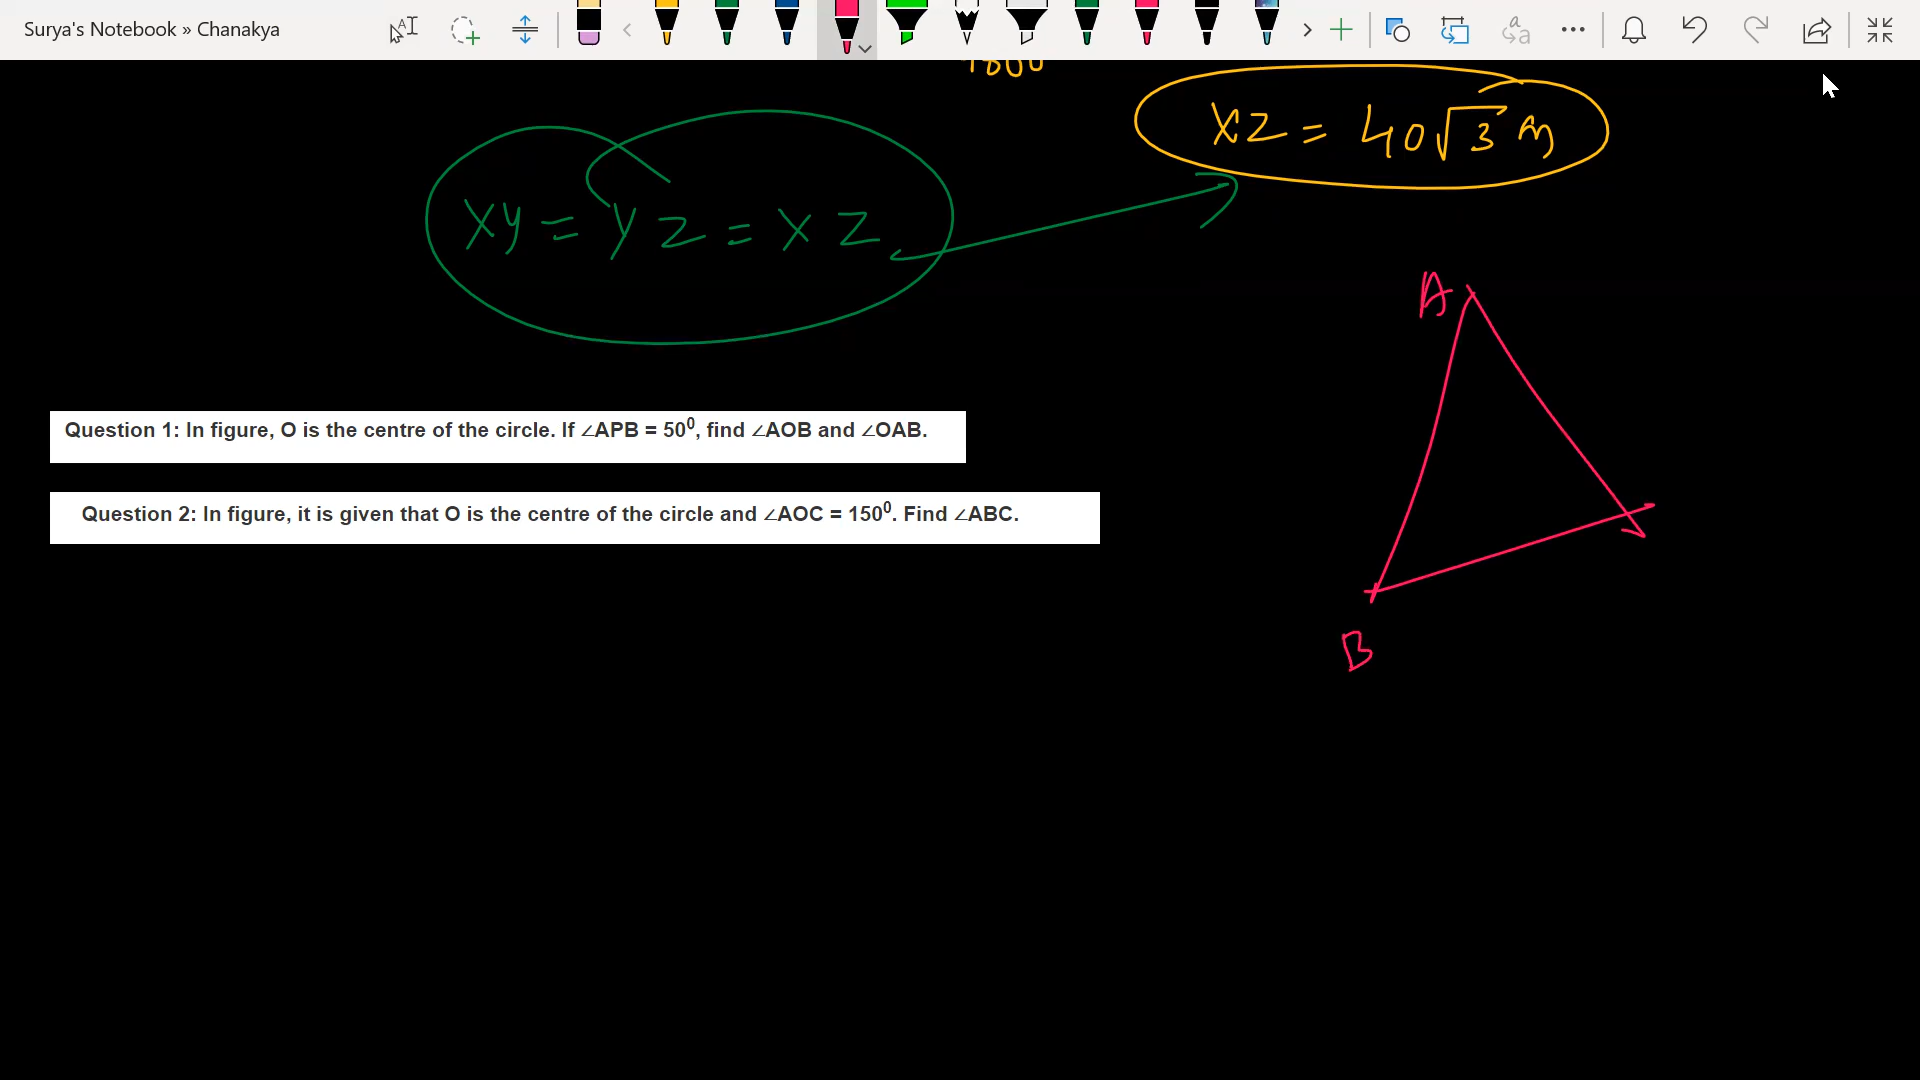 Surya's Notebook » Chanakya
1800
XZ = 40√3 m
XY = YZ = XZ
A
Question 1: In figure, O is the centre of the circle. If ∠APB = 50⁰, find ∠AOB and ∠OAB.
Question 2: In figure, it is given that O is the centre of the circle and ∠AOC = 150⁰. Find ∠ABC.
B